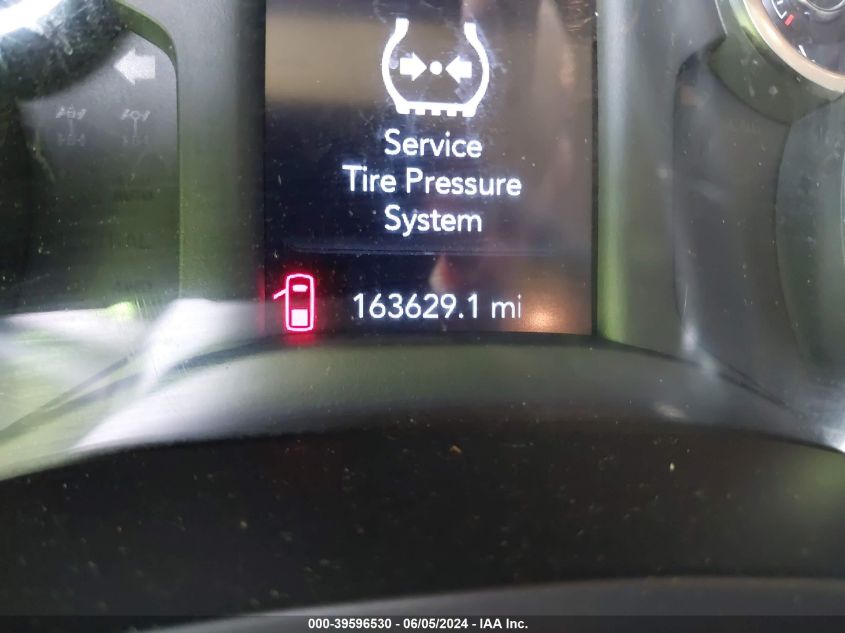 Service
Tire Pressure
System
163629.1 mi
000-39596530 - 06/05/2024 - IAA Inc.